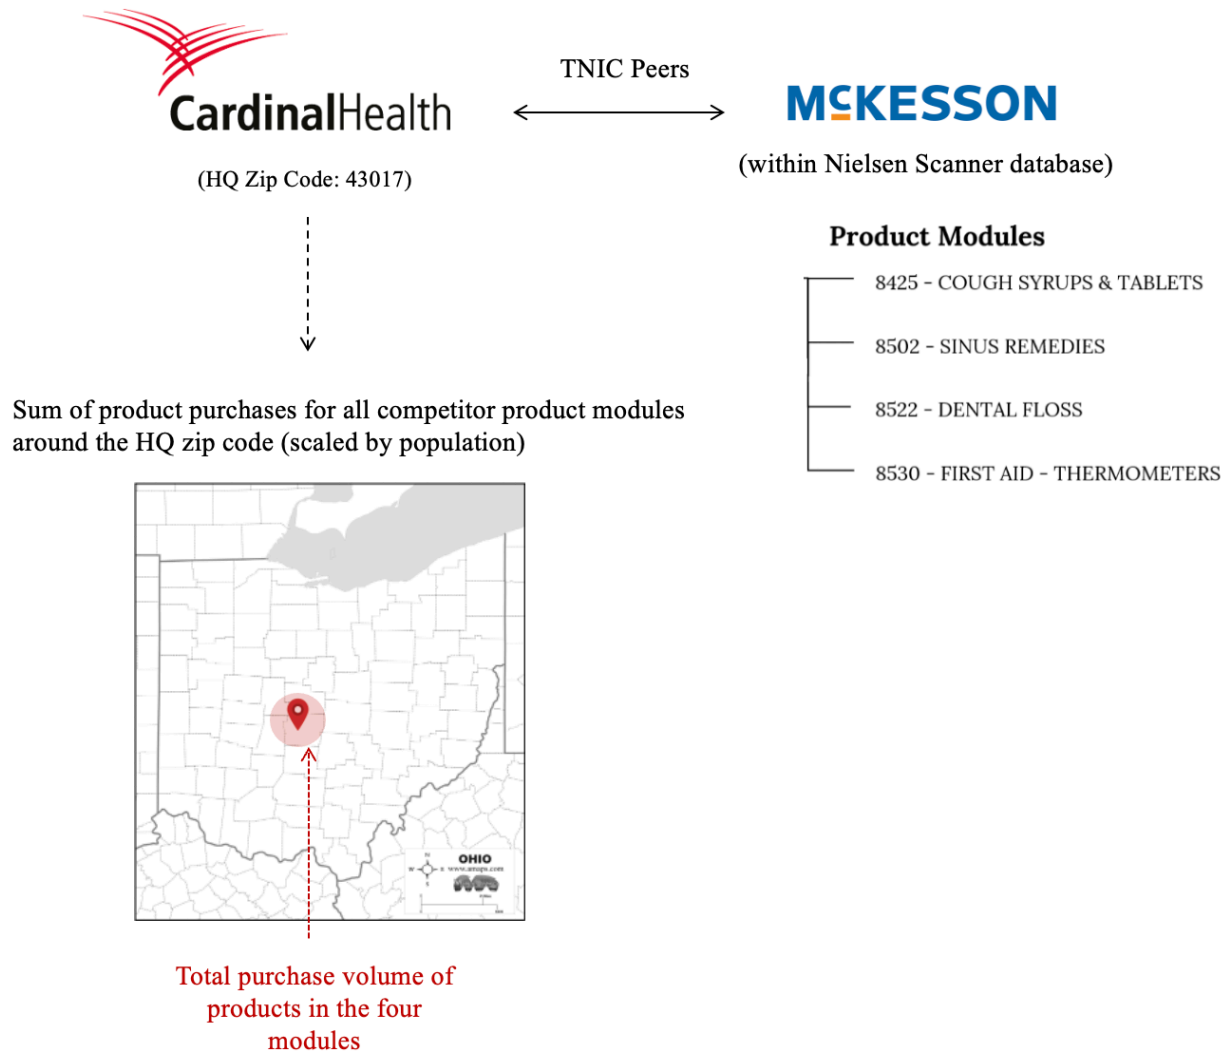 CardinalHealth
TNIC Peers
McKESSON
(HQ Zip Code: 43017)
(within Nielsen Scanner database)
Product Modules
8425 - COUGH SYRUPS & TABLETS
8502 - SINUS REMEDIES
8522 - DENTAL FLOSS
8530 - FIRST AID - THERMOMETERS
Sum of product purchases for all competitor product modules
around the HQ zip code (scaled by population)
OHIO
Total purchase volume of
products in the four
modules